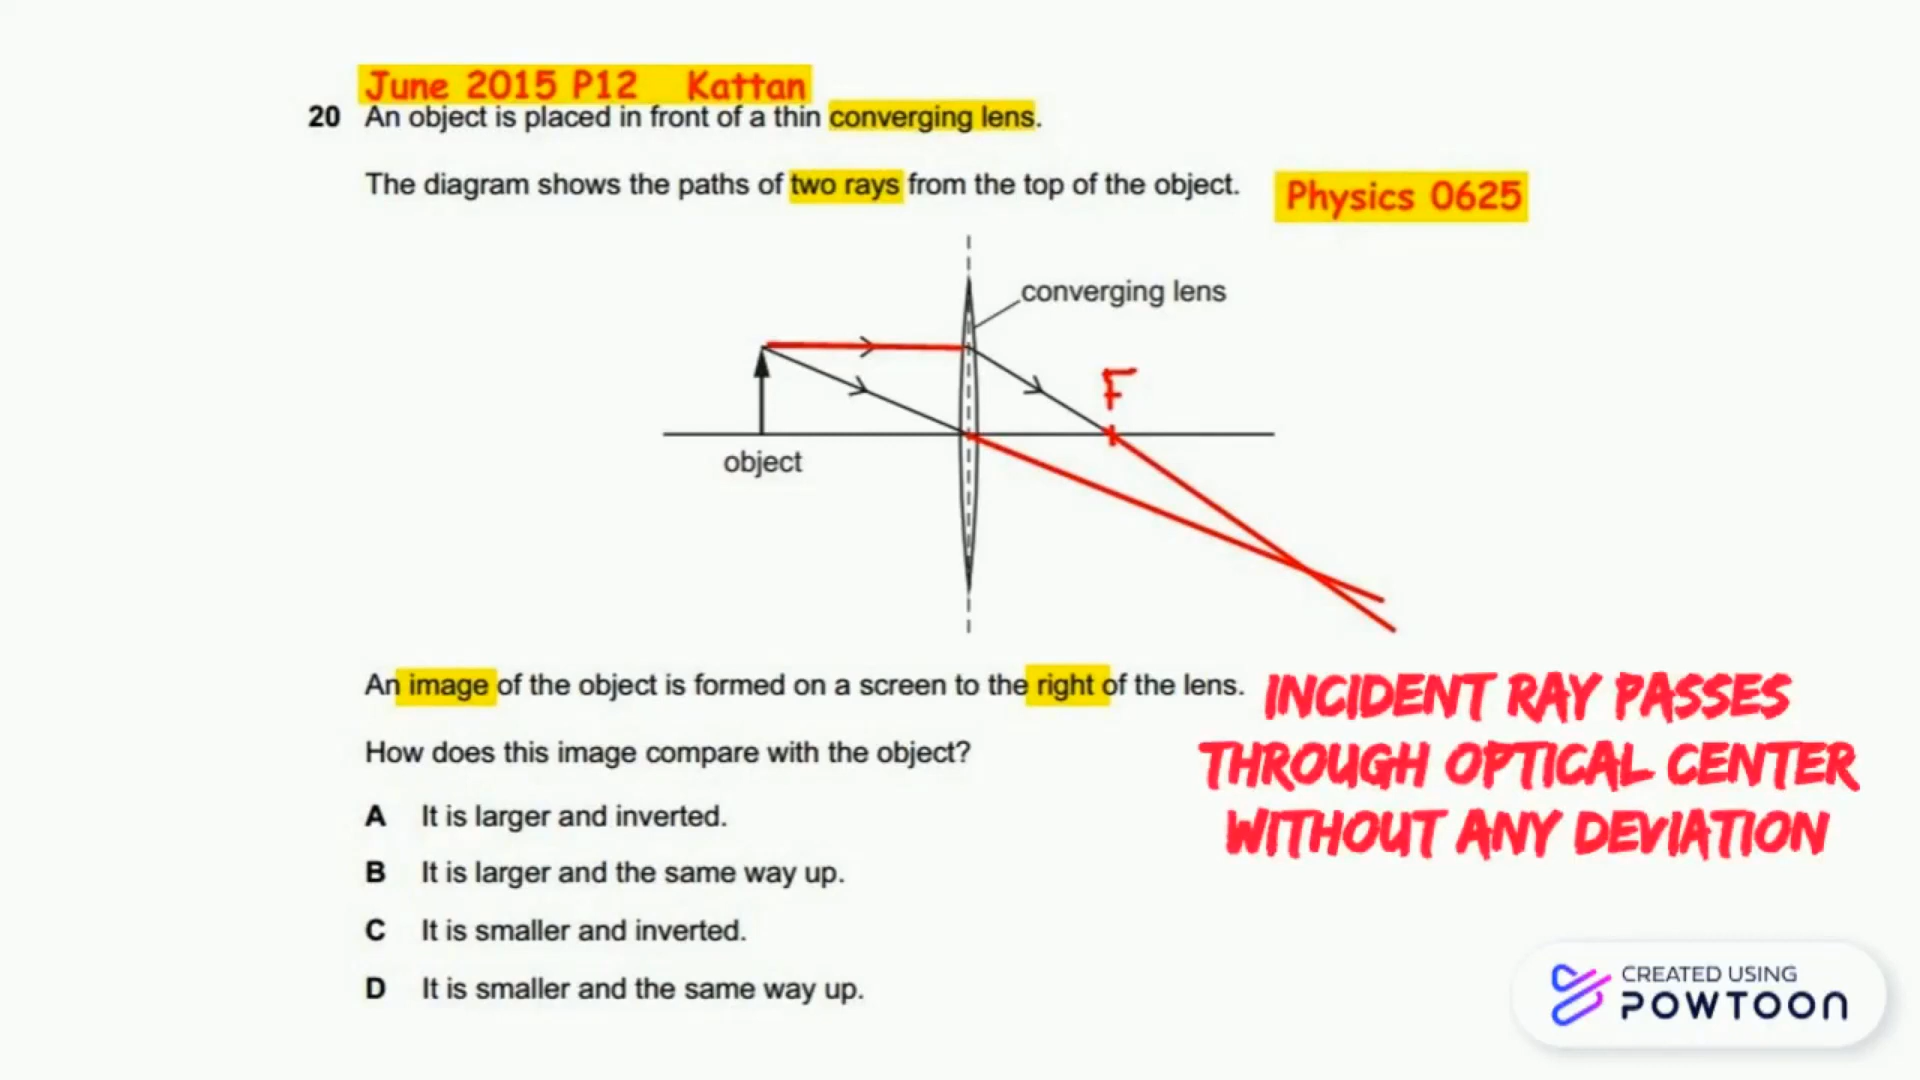 June 2015 P12 Kattan
20 An object is placed in front of a thin converging lens.
The diagram shows the paths of two rays from the top of the object.
Physics 0625
converging lens
F
object
An image of the object is formed on a screen to the right of the lens.
How does this image compare with the object?
INCIDENT RAY PASSES
THROUGH OPTICAL CENTER
WITHOUT ANY DEVIATION
A It is larger and inverted.
B It is larger and the same way up.
C It is smaller and inverted.
D It is smaller and the same way up.
CREATED USING
POWTOON